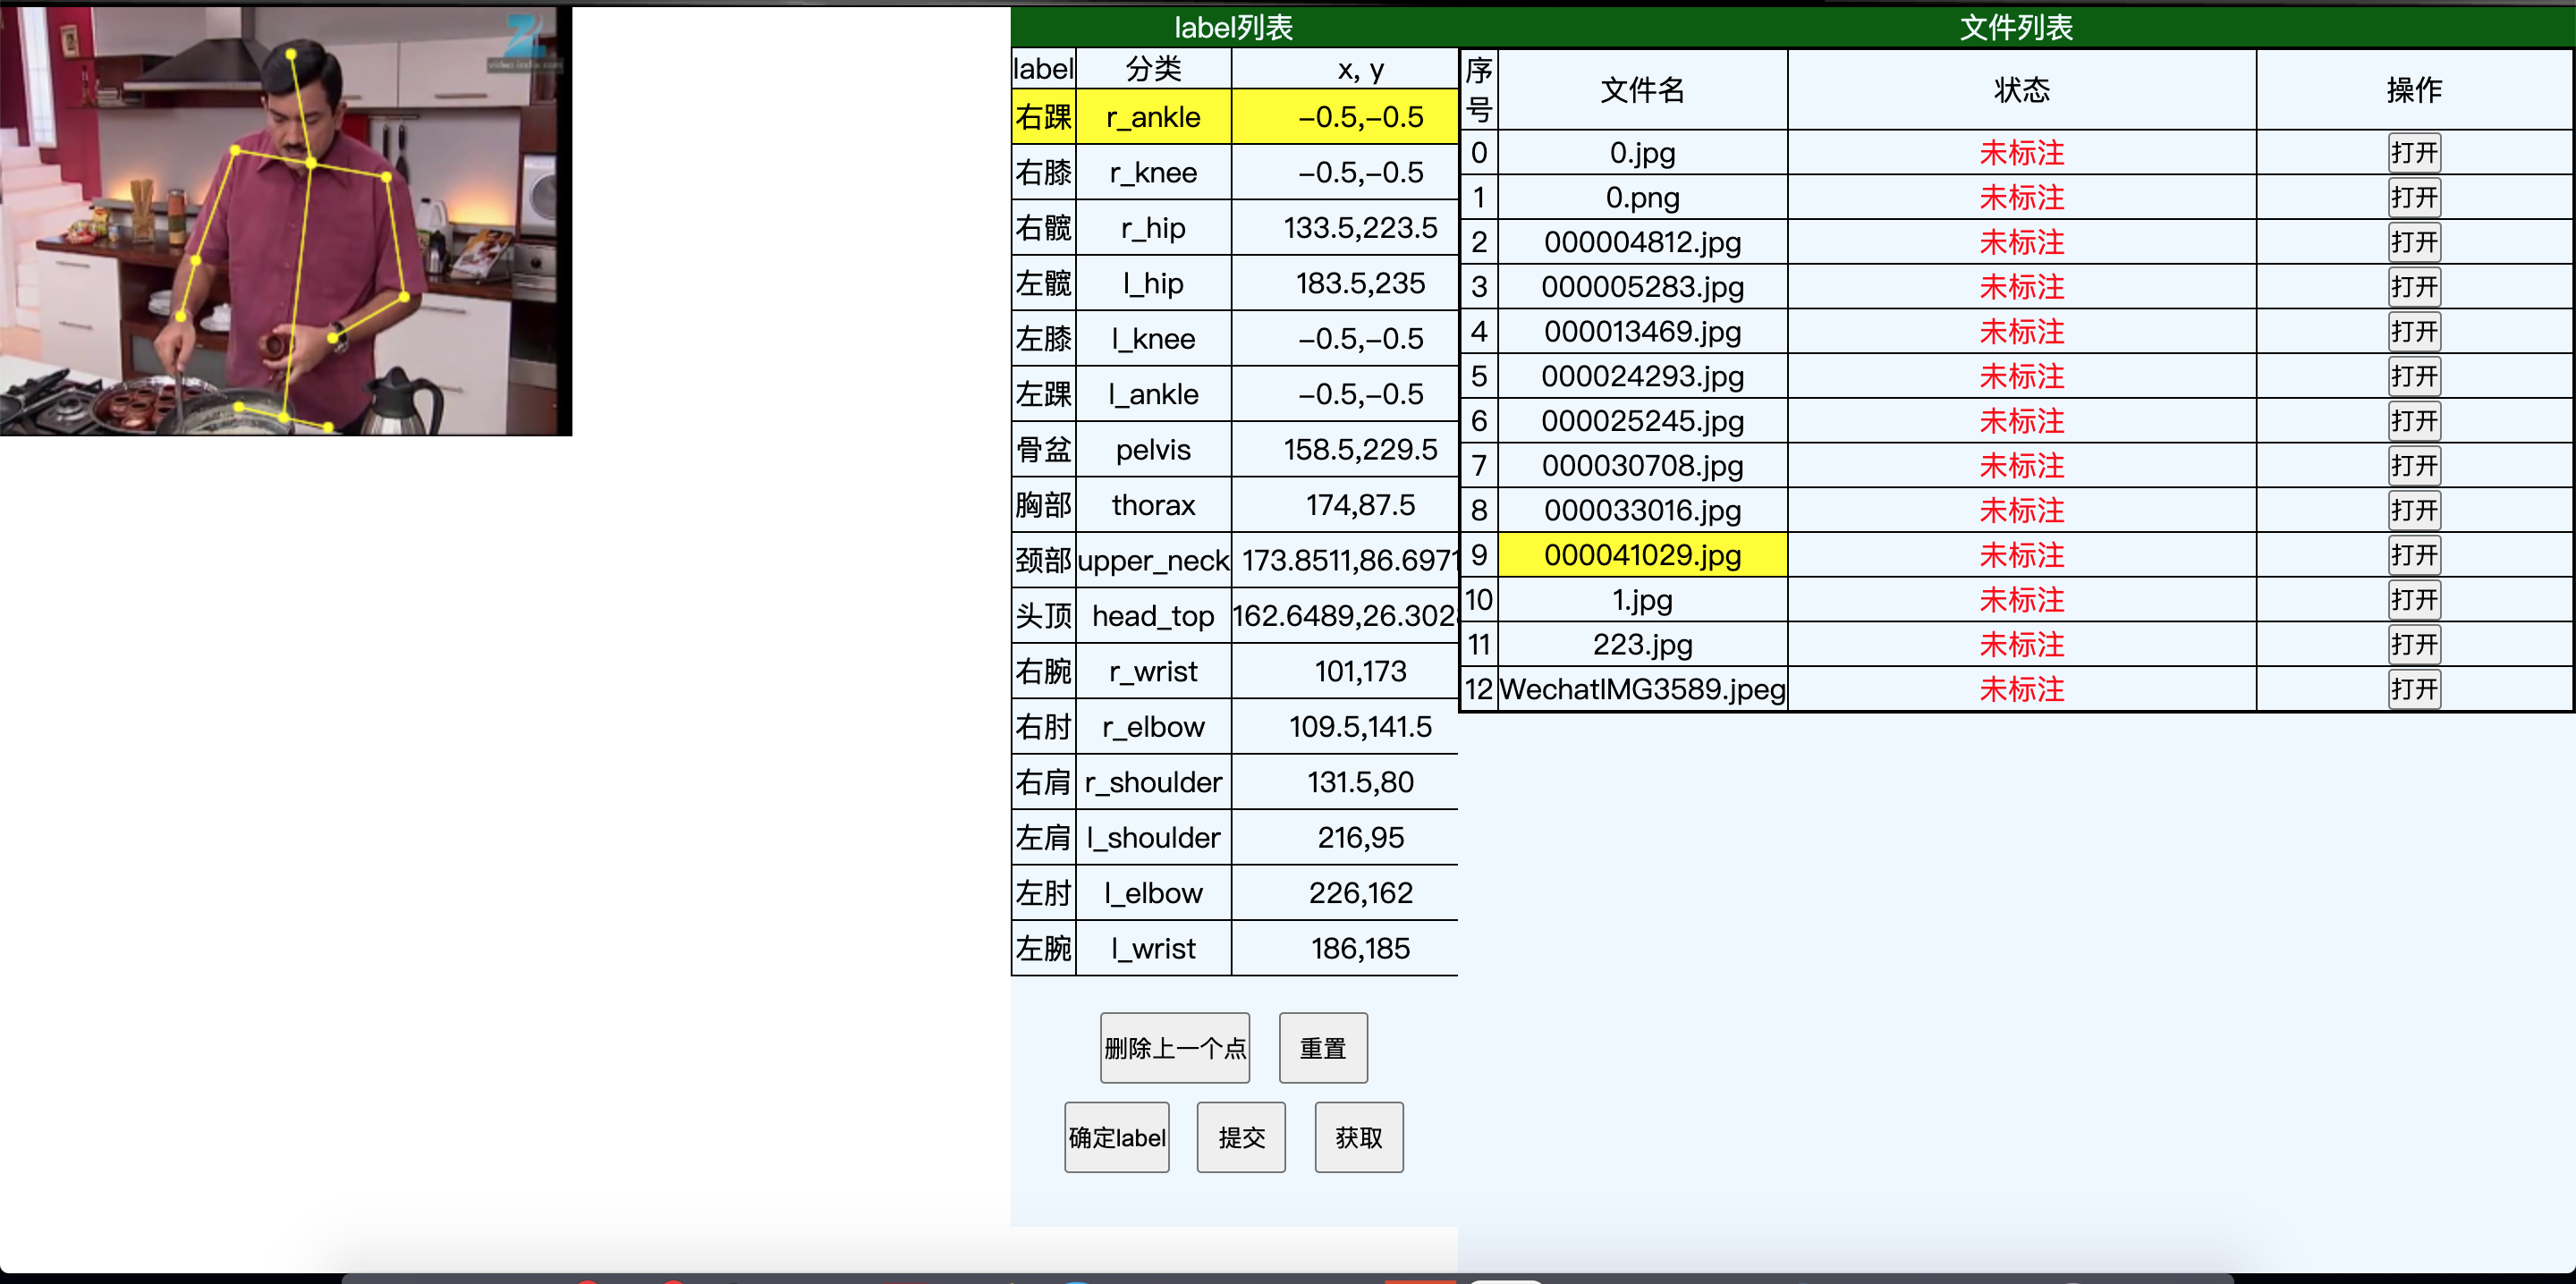 label列表
label 分类 x, y
右踝 r_ankle −0.5,−0.5
右膝 r_knee −0.5,−0.5
右髋 r_hip 133.5,223.5
左髋 l_hip 183.5,235
左膝 l_knee −0.5,−0.5
左踝 l_ankle −0.5,−0.5
骨盆 pelvis 158.5,229.5
胸部 thorax 174,87.5
颈部 upper_neck 173.8511,86.6971
头顶 head_top 162.6489,26.302
右腕 r_wrist 101,173
右肘 r_elbow 109.5,141.5
右肩 r_shoulder 131.5,80
左肩 l_shoulder 216,95
左肘 l_elbow 226,162
左腕 l_wrist 186,185
删除上一个点 重置
确定label 提交 获取
文件列表
序号 文件名 状态 操作
0 0.jpg 未标注 打开
1 0.png 未标注 打开
2 000004812.jpg 未标注 打开
3 000005283.jpg 未标注 打开
4 000013469.jpg 未标注 打开
5 000024293.jpg 未标注 打开
6 000025245.jpg 未标注 打开
7 000030708.jpg 未标注 打开
8 000033016.jpg 未标注 打开
9 000041029.jpg 未标注 打开
10 1.jpg 未标注 打开
11 223.jpg 未标注 打开
12 WechatIMG3589.jpeg 未标注 打开